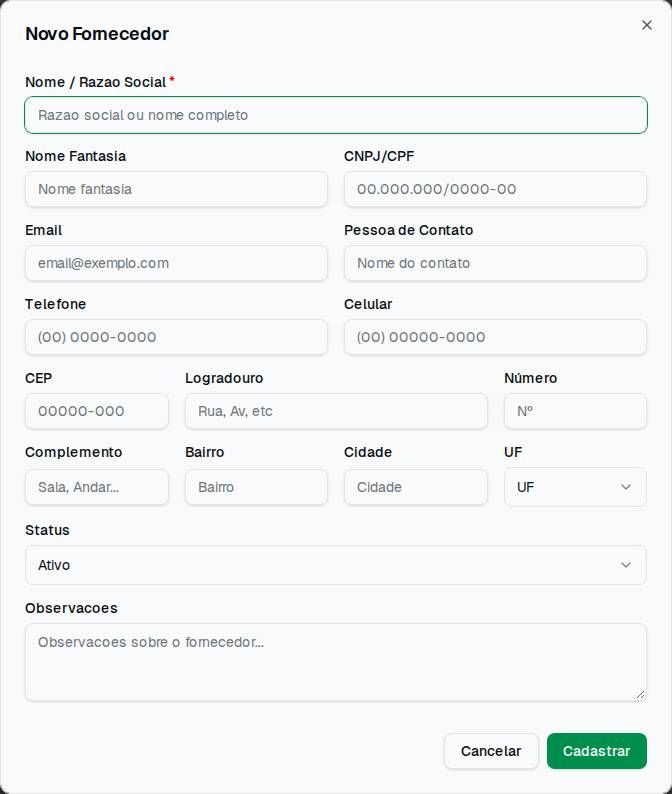 Novo Fornecedor
Nome / Razao Social *
Razao social ou nome completo
Nome Fantasia CNPJ/CPF
Nome fantasia 00.000.000/0000-00
Email Pessoa de Contato
email@exemplo.com Nome do contato
Telefone Celular
(00) 0000-0000 (00) 00000-0000
CEP Logradouro Número
00000-000 Rua, Av, etc Nº
Complemento Bairro Cidade UF
Sala, Andar... Bairro Cidade UF
Status
Ativo
Observacoes
Observacoes sobre o fornecedor...
Cancelar Cadastrar